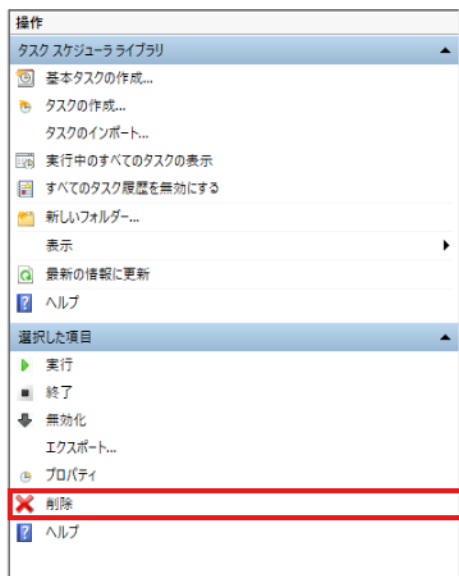 操作
タスク スケジューラ ライブラリ
基本タスクの作成...
タスクの作成...
タスクのインポート...
実行中のすべてのタスクの表示
すべてのタスク履歴を無効にする
新しいフォルダー...
表示
最新の情報に更新
ヘルプ
選択した項目
実行
終了
無効化
エクスポート...
プロパティ
削除
ヘルプ